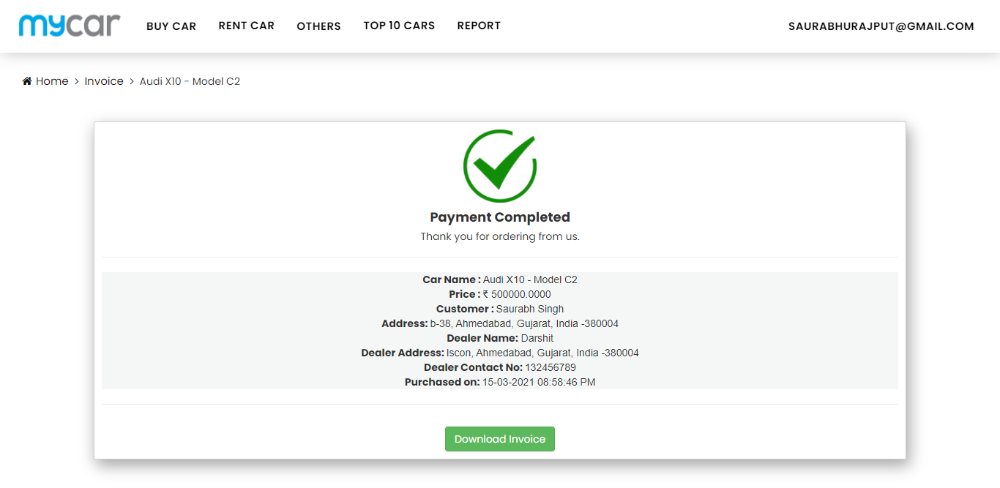 mycar BUY CAR RENT CAR OTHERS TOP 10 CARS REPORT SAURABHURAJPUT@GMAIL.COM
Home > Invoice > Audi X10 - Model C2
Payment Completed
Thank you for ordering from us.
Car Name : Audi X10 - Model C2
Price : ₹ 500000.0000
Customer : Saurabh Singh
Address: b-38, Ahmedabad, Gujarat, India -380004
Dealer Name: Darshit
Dealer Address: Iscon, Ahmedabad, Gujarat, India -380004
Dealer Contact No: 132456789
Purchased on: 15-03-2021 08:58:46 PM
Download Invoice